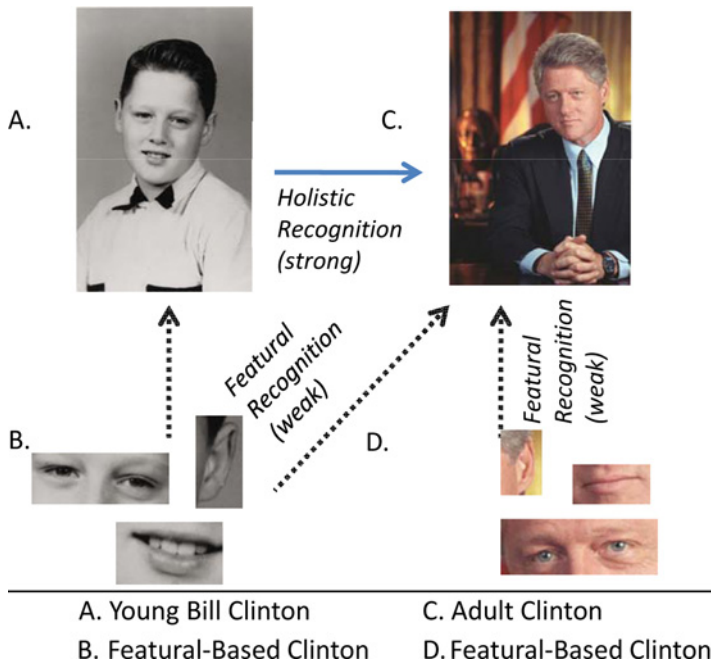 A.
C.
Holistic
Recognition
(strong)
Featural
Recognition
(weak)
Featural
Recognition
(weak)
B.
D.
A. Young Bill Clinton
C. Adult Clinton
B. Featural-Based Clinton
D. Featural-Based Clinton